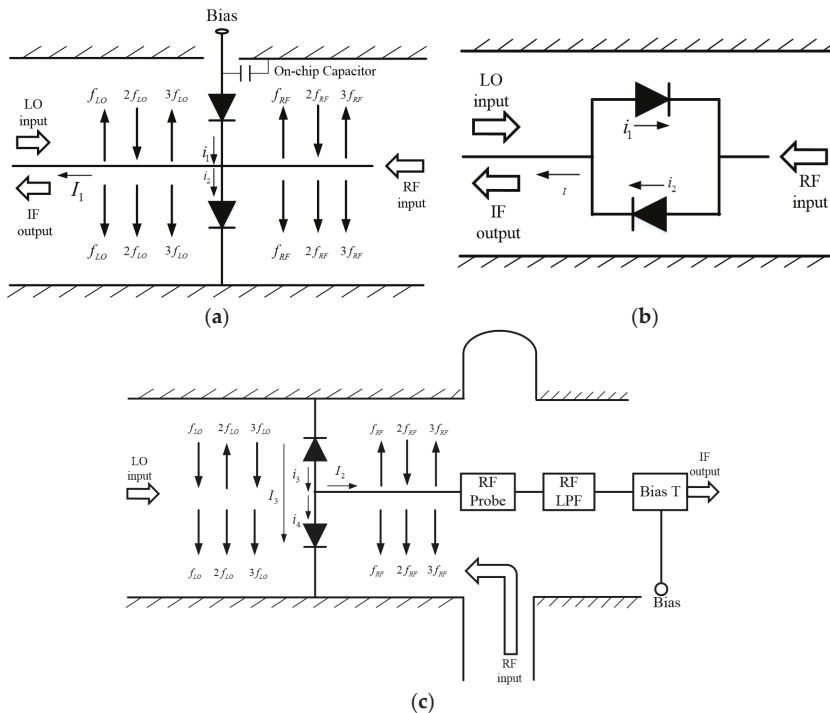 Bias
On-chip Capacitor
f_LO 2f_LO 3f_LO
f_RF 2f_RF 3f_RF
LO input
i_1
i_2
I_1
IF output
RF input
f_LO 2f_LO 3f_LO
f_RF 2f_RF 3f_RF
(a)
LO input
i_1
i_2
I
IF output
RF input
(b)
f_LO 2f_LO 3f_LO
f_RF 2f_RF 3f_RF
LO input
i_3
I_2
I_3
i_4
RF Probe
RF LPF
Bias T
IF output
f_LO 2f_LO 3f_LO
f_RF 2f_RF 3f_RF
Bias
RF input
(c)